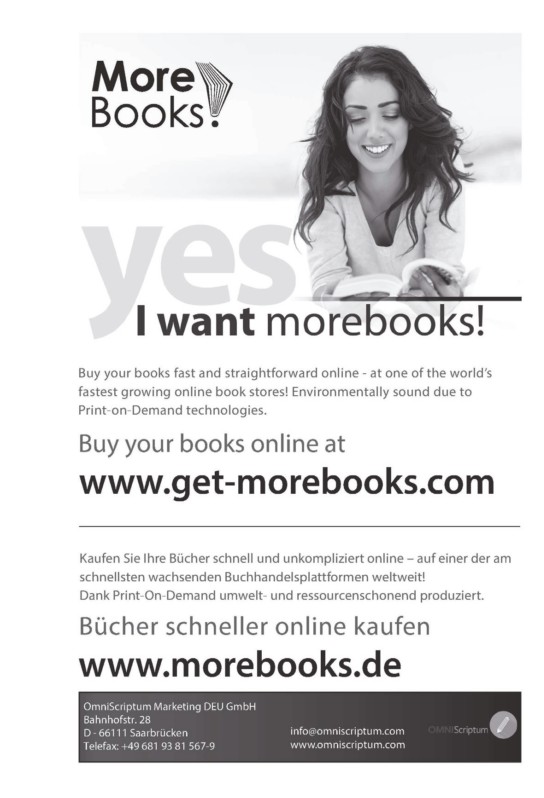 More
Books!
yes
I want morebooks!
Buy your books fast and straightforward online - at one of the world's
fastest growing online book stores! Environmentally sound due to
Print-on-Demand technologies.
Buy your books online at
www.get-morebooks.com
Kaufen Sie Ihre Bücher schnell und unkompliziert online – auf einer der am
schnellsten wachsenden Buchhandelsplattformen weltweit!
Dank Print-On-Demand umwelt- und ressourcenschonend produziert.
Bücher schneller online kaufen
www.morebooks.de
OmniScriptum Marketing DEU GmbH
Bahnhofstr. 28
D - 66111 Saarbrücken
Telefax: +49 681 93 81 567-9
info@omniscriptum.com
www.omniscriptum.com
OMNIScriptum